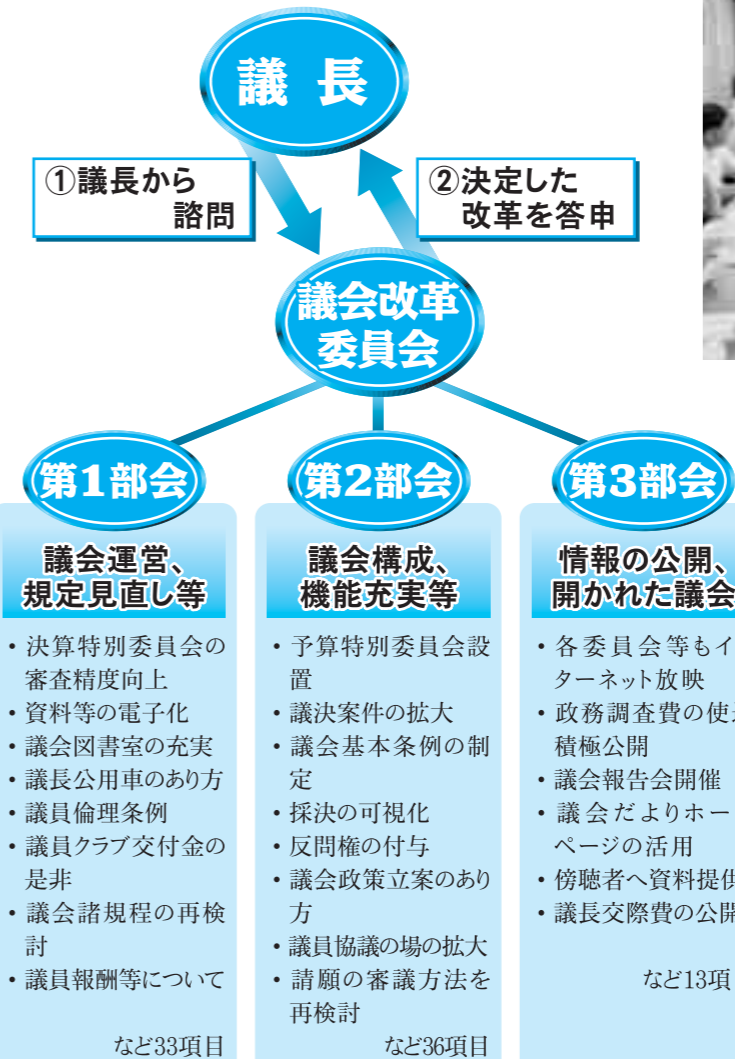 議 長
①議長から
諮問
②決定した
改革を答申
議会改革
委員会
第1部会
議会運営、
規定見直し等
・決算特別委員会の
審査精度向上
・資料等の電子化
・議会図書室の充実
・議長公用車のあり方
・議員倫理条例
・議員クラブ交付金の
是非
・議会諸規程の再検
討
・議員報酬等について
など33項目
第2部会
議会構成、
機能充実等
・予算特別委員会設
置
・議決案件の拡大
・議会基本条例の制
定
・採決の可視化
・反問権の付与
・議会政策立案のあり
方
・議員協議の場の拡大
・請願の審議方法を
再検討
など36項目
第3部会
情報の公開、
開かれた議会
・各委員会等もイ
ターネット放映
・政務調査費の使
積極公開
・議会報告会開催
・議会だよりホー
ページの活用
・傍聴者へ資料提供
・議長交際費の公開
など13項